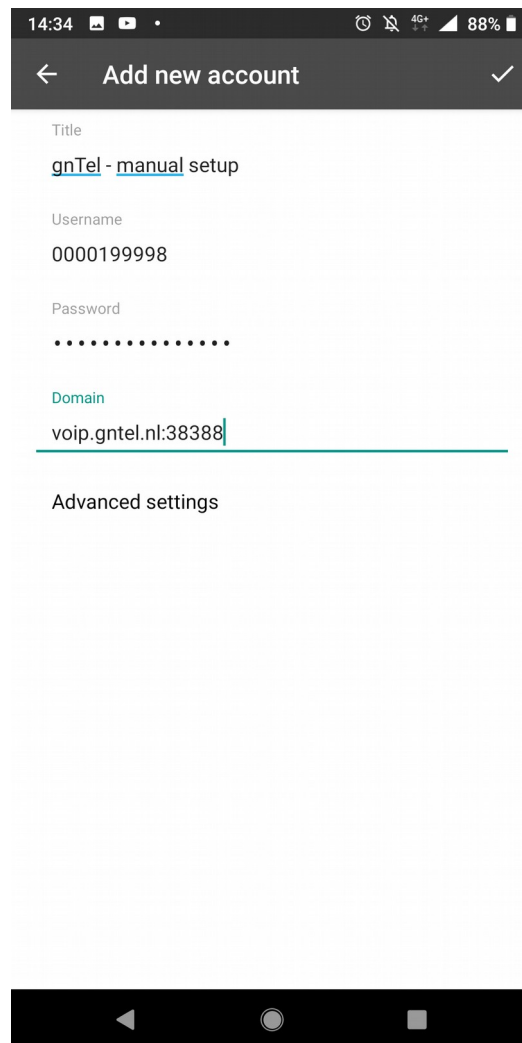 14:34 4G+ 88%
Add new account
Title
gnTel - manual setup
Username
0000199998
Password
•••••••••••••••
Domain
voip.gntel.nl:38388
Advanced settings